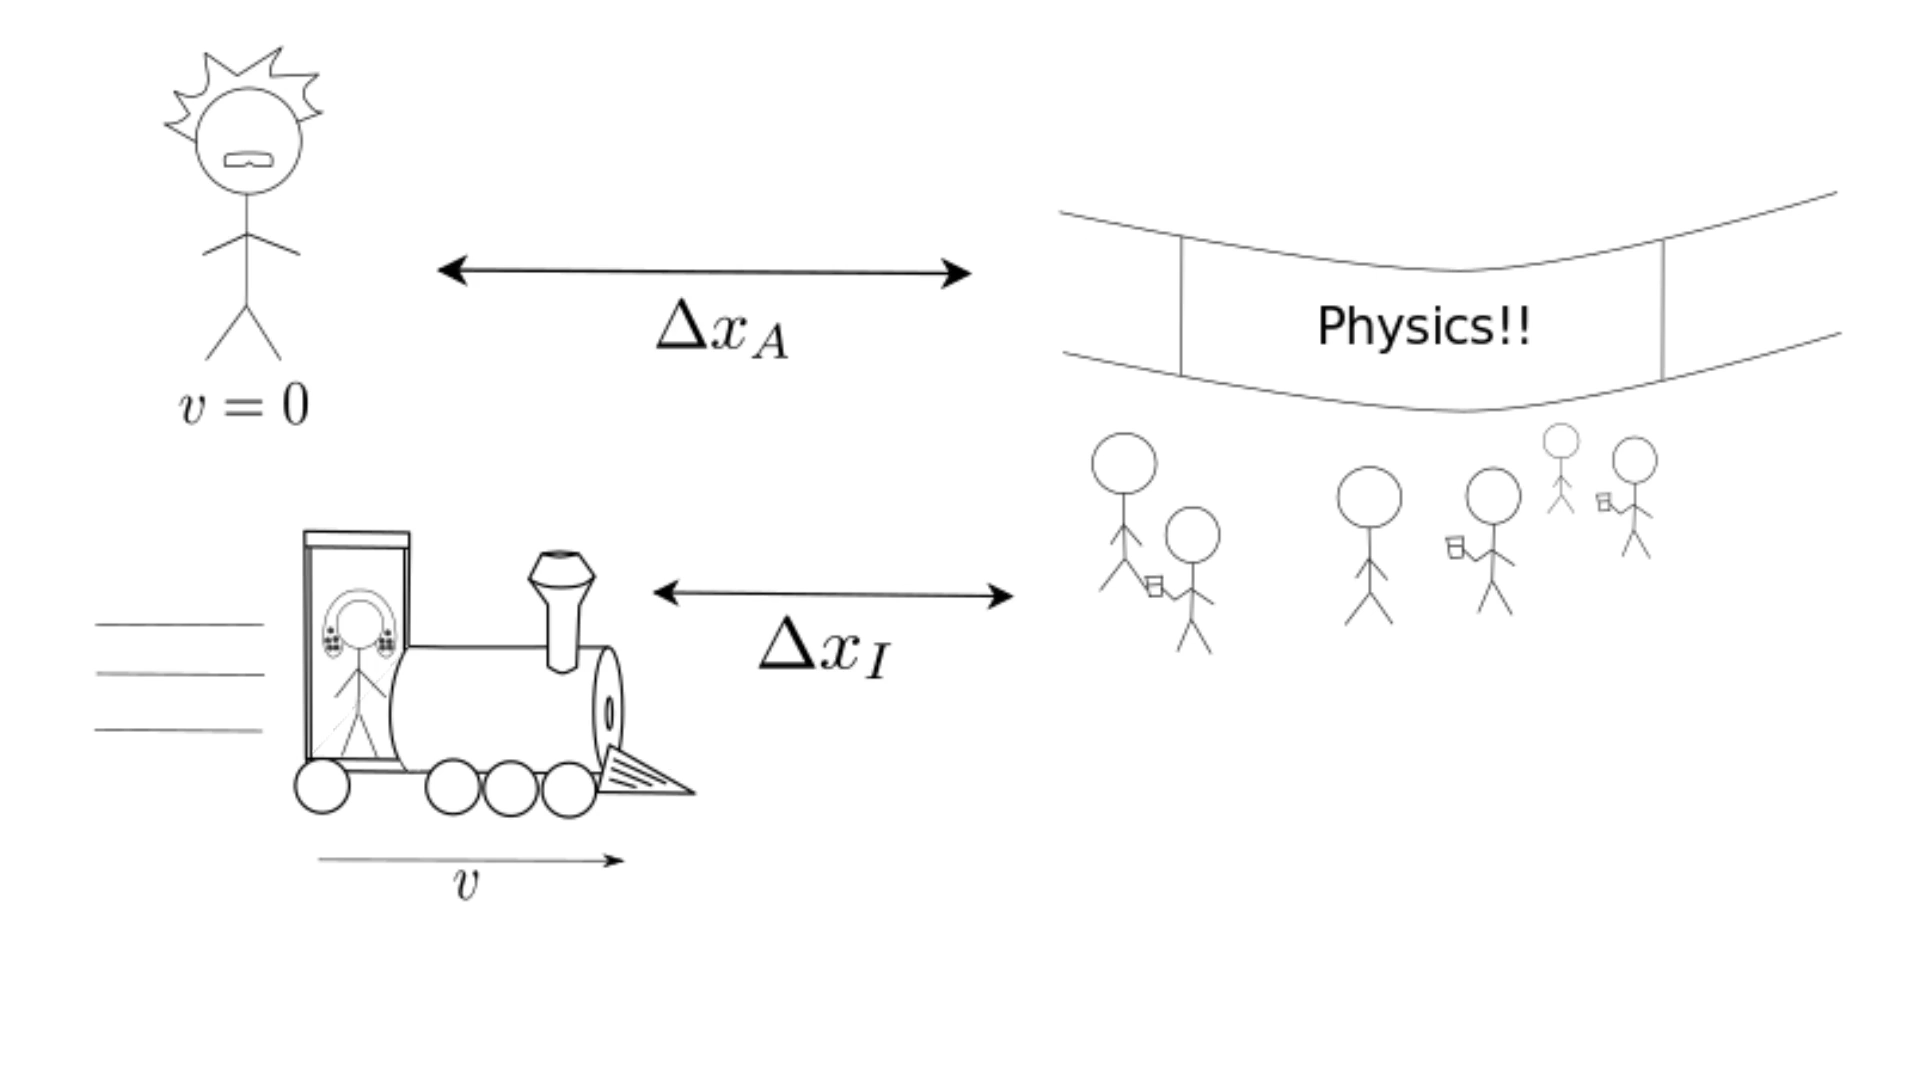 Δx_A
Physics!!
v = 0
Δx_I
v